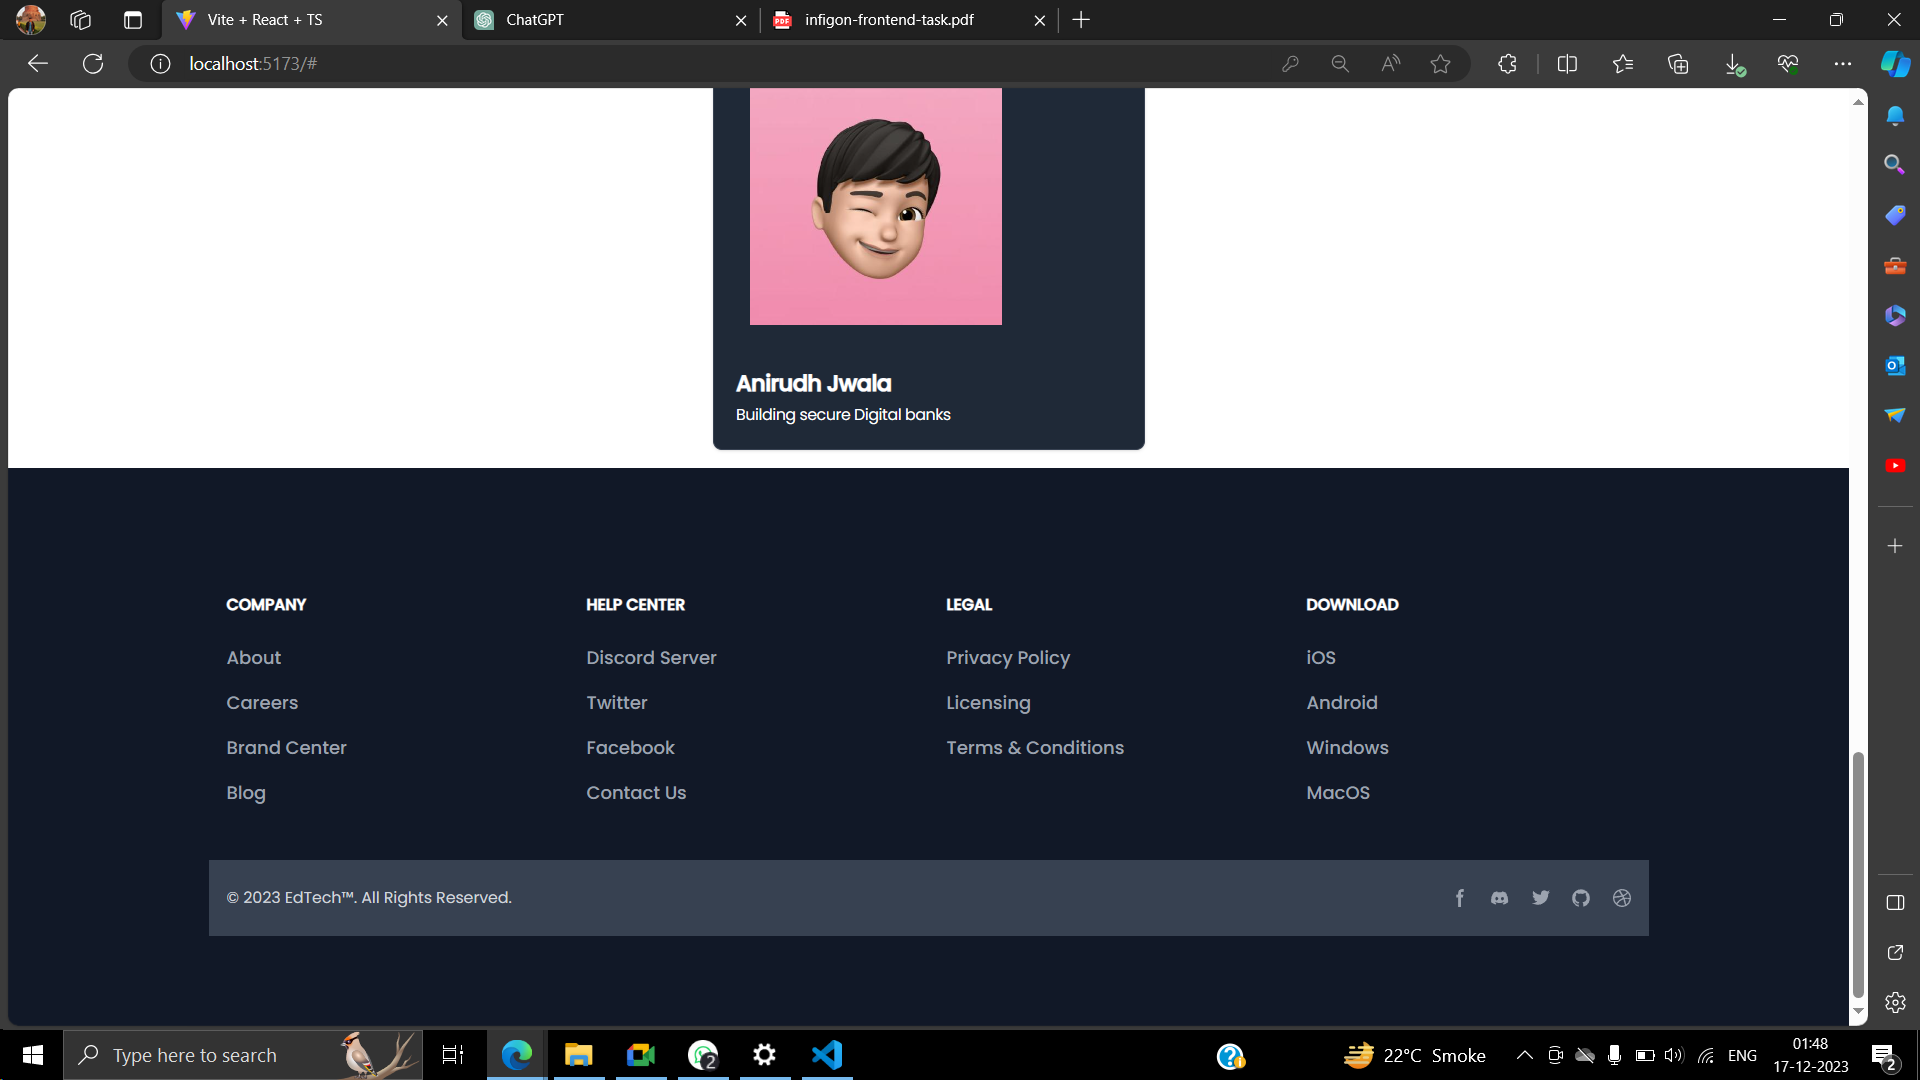 Vite + React + TS
ChatGPT
infigon-frontend-task.pdf
localhost:5173/#
Anirudh Jwala
Building secure Digital banks
COMPANY
About
Careers
Brand Center
Blog
HELP CENTER
Discord Server
Twitter
Facebook
Contact Us
LEGAL
Privacy Policy
Licensing
Terms & Conditions
DOWNLOAD
iOS
Android
Windows
MacOS
© 2023 EdTech™. All Rights Reserved.
Type here to search
2
22°C Smoke
ENG
01:48
17-12-2023
2